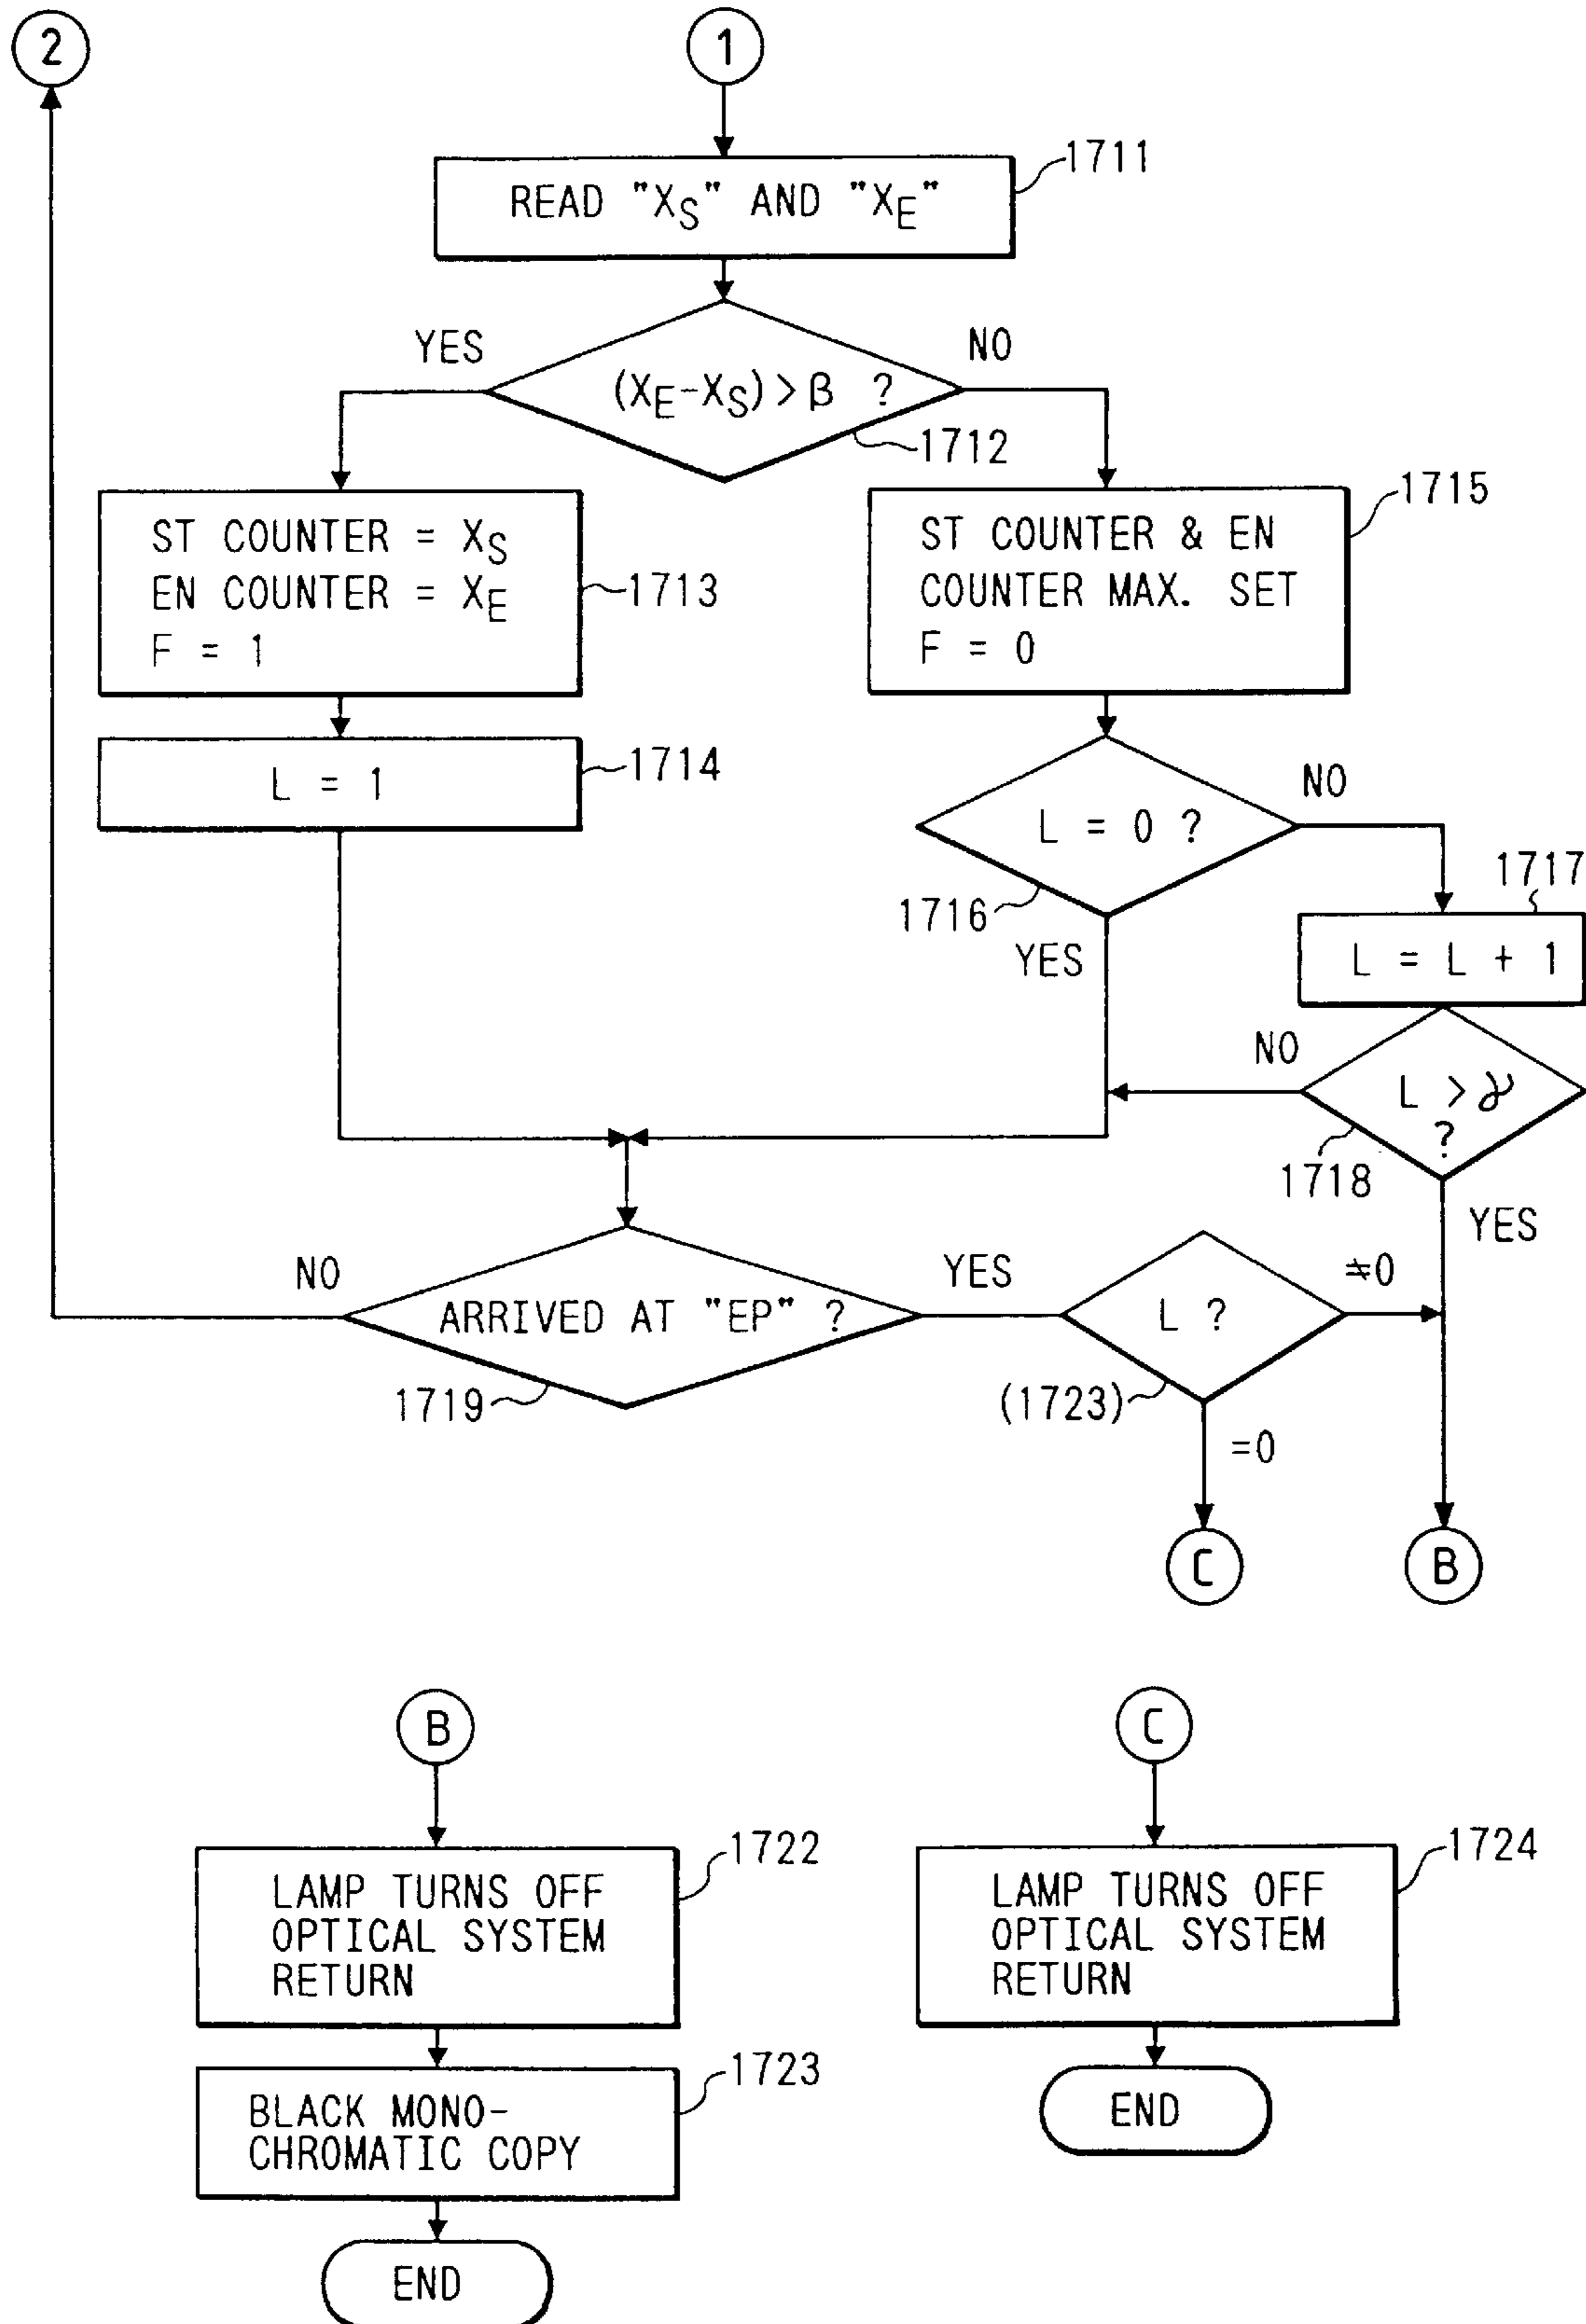 2
1
1711
READ "XS" AND "XE"
YES
NO
(XE-XS) > β ?
1712
ST COUNTER = XS
EN COUNTER = XE
F = 1
1713
1715
ST COUNTER & EN
COUNTER MAX. SET
F = 0
L = 1
1714
L = 0 ?
NO
1716
YES
1717
L = L + 1
NO
L > γ
?
1718
YES
NO
ARRIVED AT "EP" ?
YES
1719
L ?
≠0
(1723)
=0
C
B
B
C
1722
LAMP TURNS OFF
OPTICAL SYSTEM
RETURN
1724
LAMP TURNS OFF
OPTICAL SYSTEM
RETURN
1723
BLACK MONO-
CHROMATIC COPY
END
END